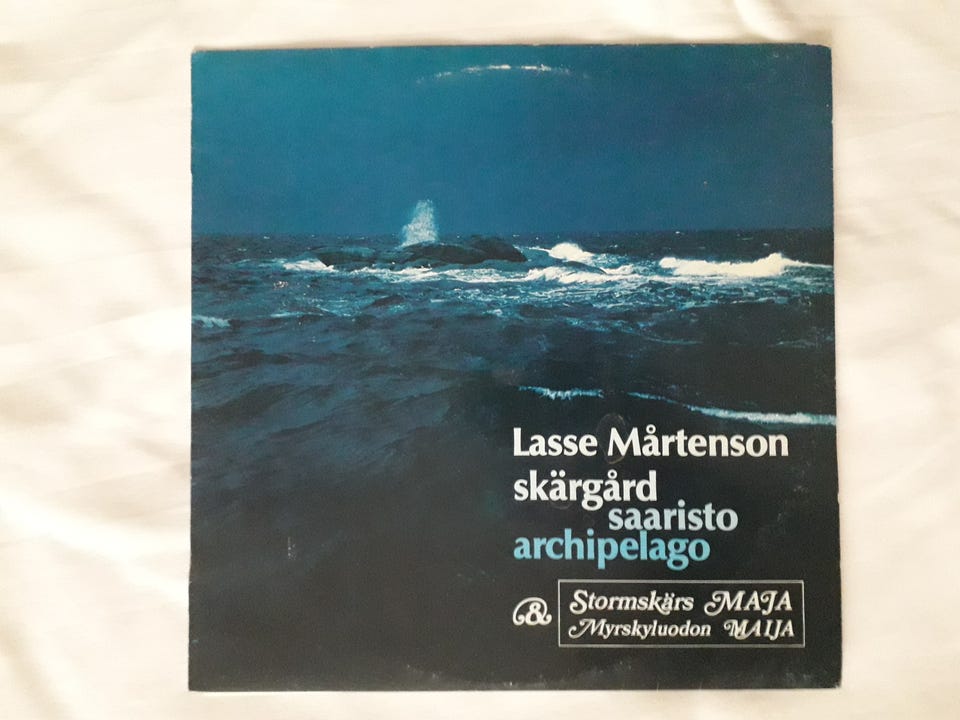 Lasse Mårtenson
skärgård
saaristo
archipelago
& Stormskärs MAJA
Myrskyluodon MAIJA